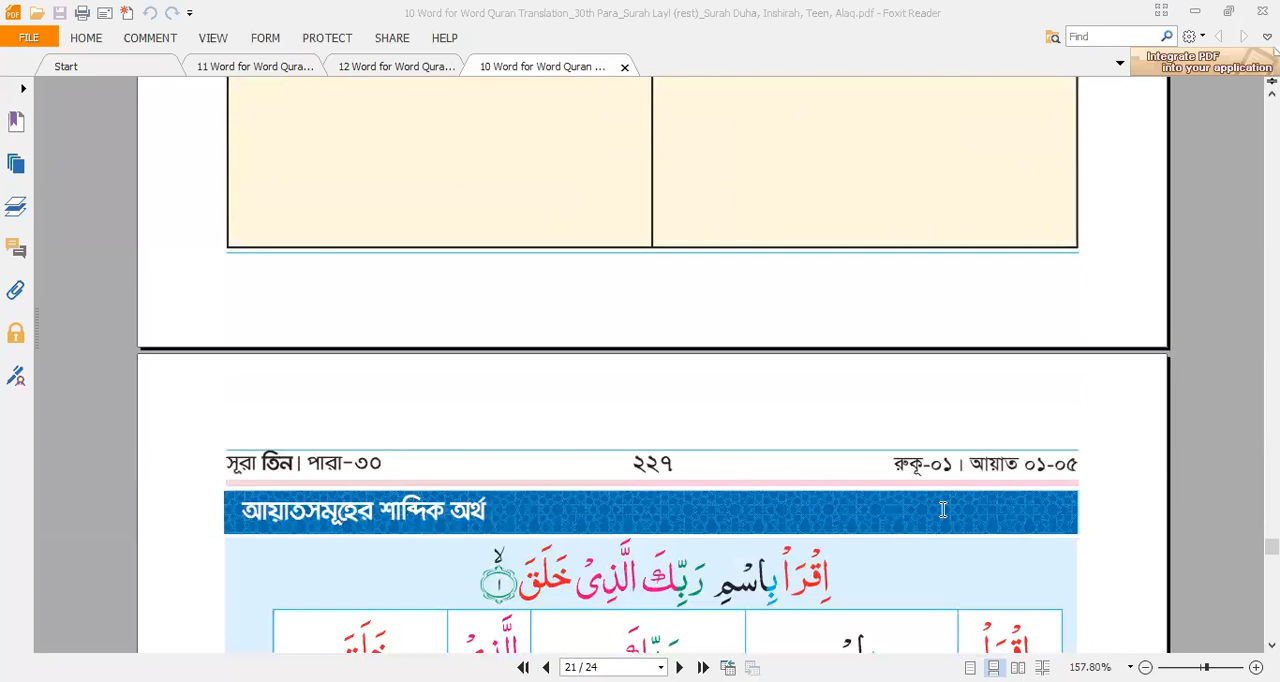 10 Word for Word Quran Translation_30th Para_Surah Layl (rest)_Surah Duha, Inshirah, Teen, Alaq.pdf - Foxit Reader
FILE HOME COMMENT VIEW FORM PROTECT SHARE HELP Find
Start 11 Word for Word Qura... 12 Word for Word Qura... 10 Word for Word Quran ...
Integrate PDF
into your application
সূরা তিন | পারা-৩০ ২২৭ রুকূ-০১ | আয়াত ০১-০৫
আয়াতসমূহের শাব্দিক অর্থ
اِقْرَاْ بِاسْمِ رَبِّكَ الَّذِىْ خَلَقَ ۙ‏ ١
اِقْرَاْ رَبِّكَ الَّذِىْ خَلَقَ
21 / 24 157.80%